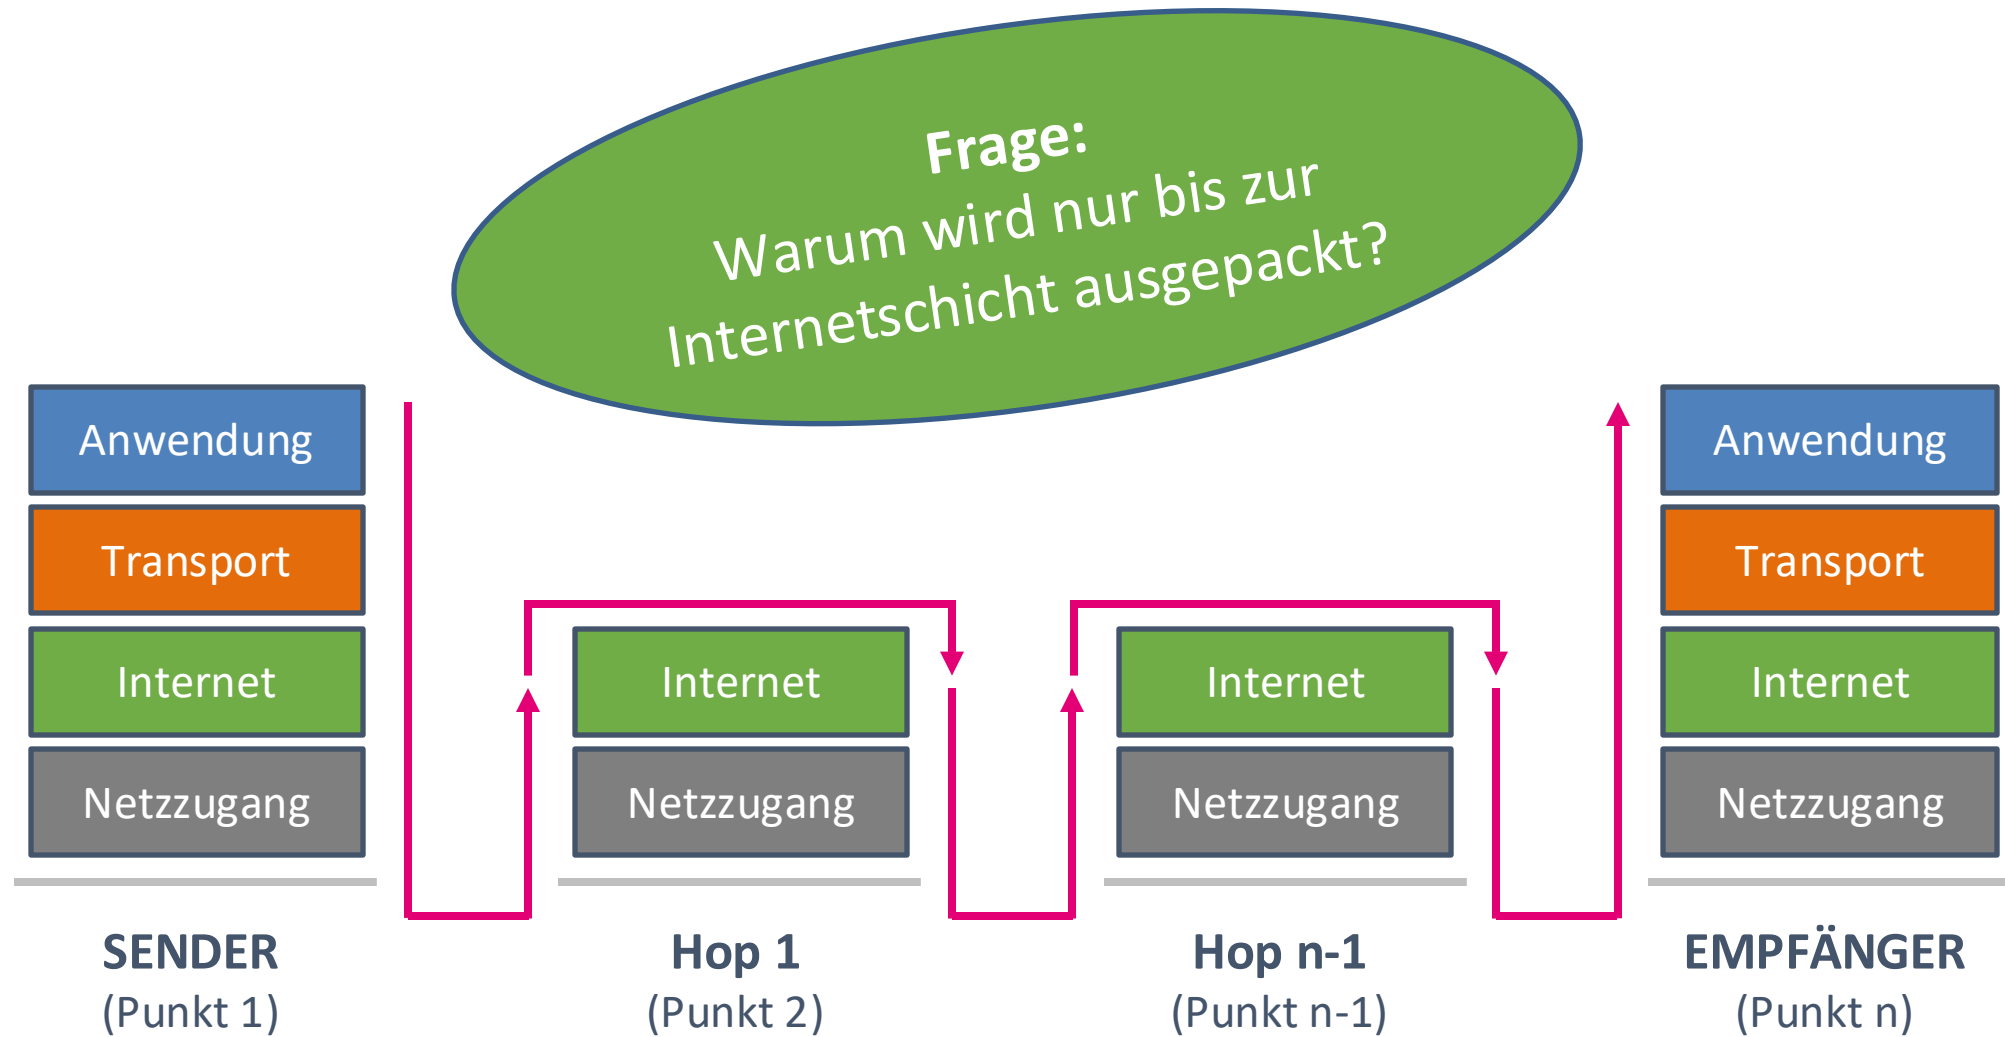 Frage:
Warum wird nur bis zur
Internetschicht ausgepackt?
Anwendung
Transport
Internet
Netzzugang
SENDER
(Punkt 1)
Internet
Netzzugang
Hop 1
(Punkt 2)
Internet
Netzzugang
Hop n-1
(Punkt n-1)
Anwendung
Transport
Internet
Netzzugang
EMPFÄNGER
(Punkt n)